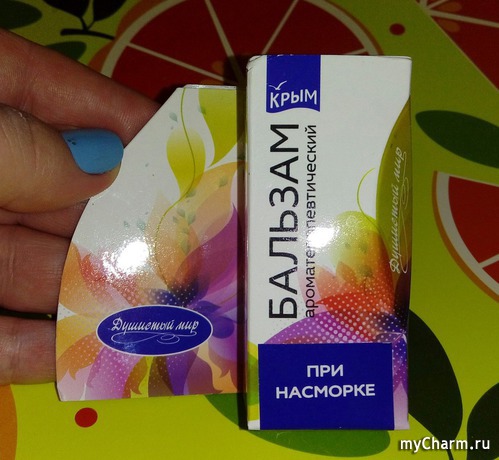 Душистый мир
КРЫМ
БАЛЬЗАМ
ароматерапевтический
Душистый мир
ПРИ
НАСМОРКЕ
myCharm.ru